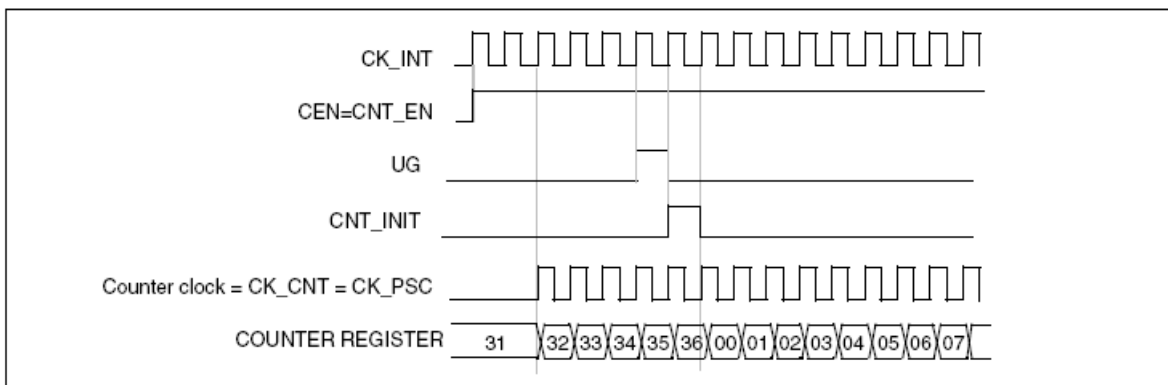 CK_INT
CEN=CNT_EN
UG
CNT_INIT
Counter clock = CK_CNT = CK_PSC
COUNTER REGISTER 31 32 33 34 35 36 00 01 02 03 04 05 06 07